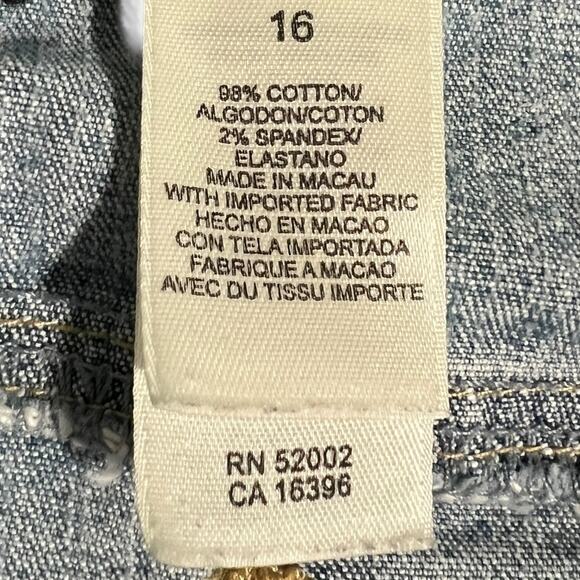 16
98% COTTON/
ALGODON/COTON
2% SPANDEX/
ELASTANO
MADE IN MACAU
WITH IMPORTED FABRIC
HECHO EN MACAO
CON TELA IMPORTADA
FABRIQUE A MACAO
AVEC DU TISSU IMPORTE
RN 52002
CA 16396